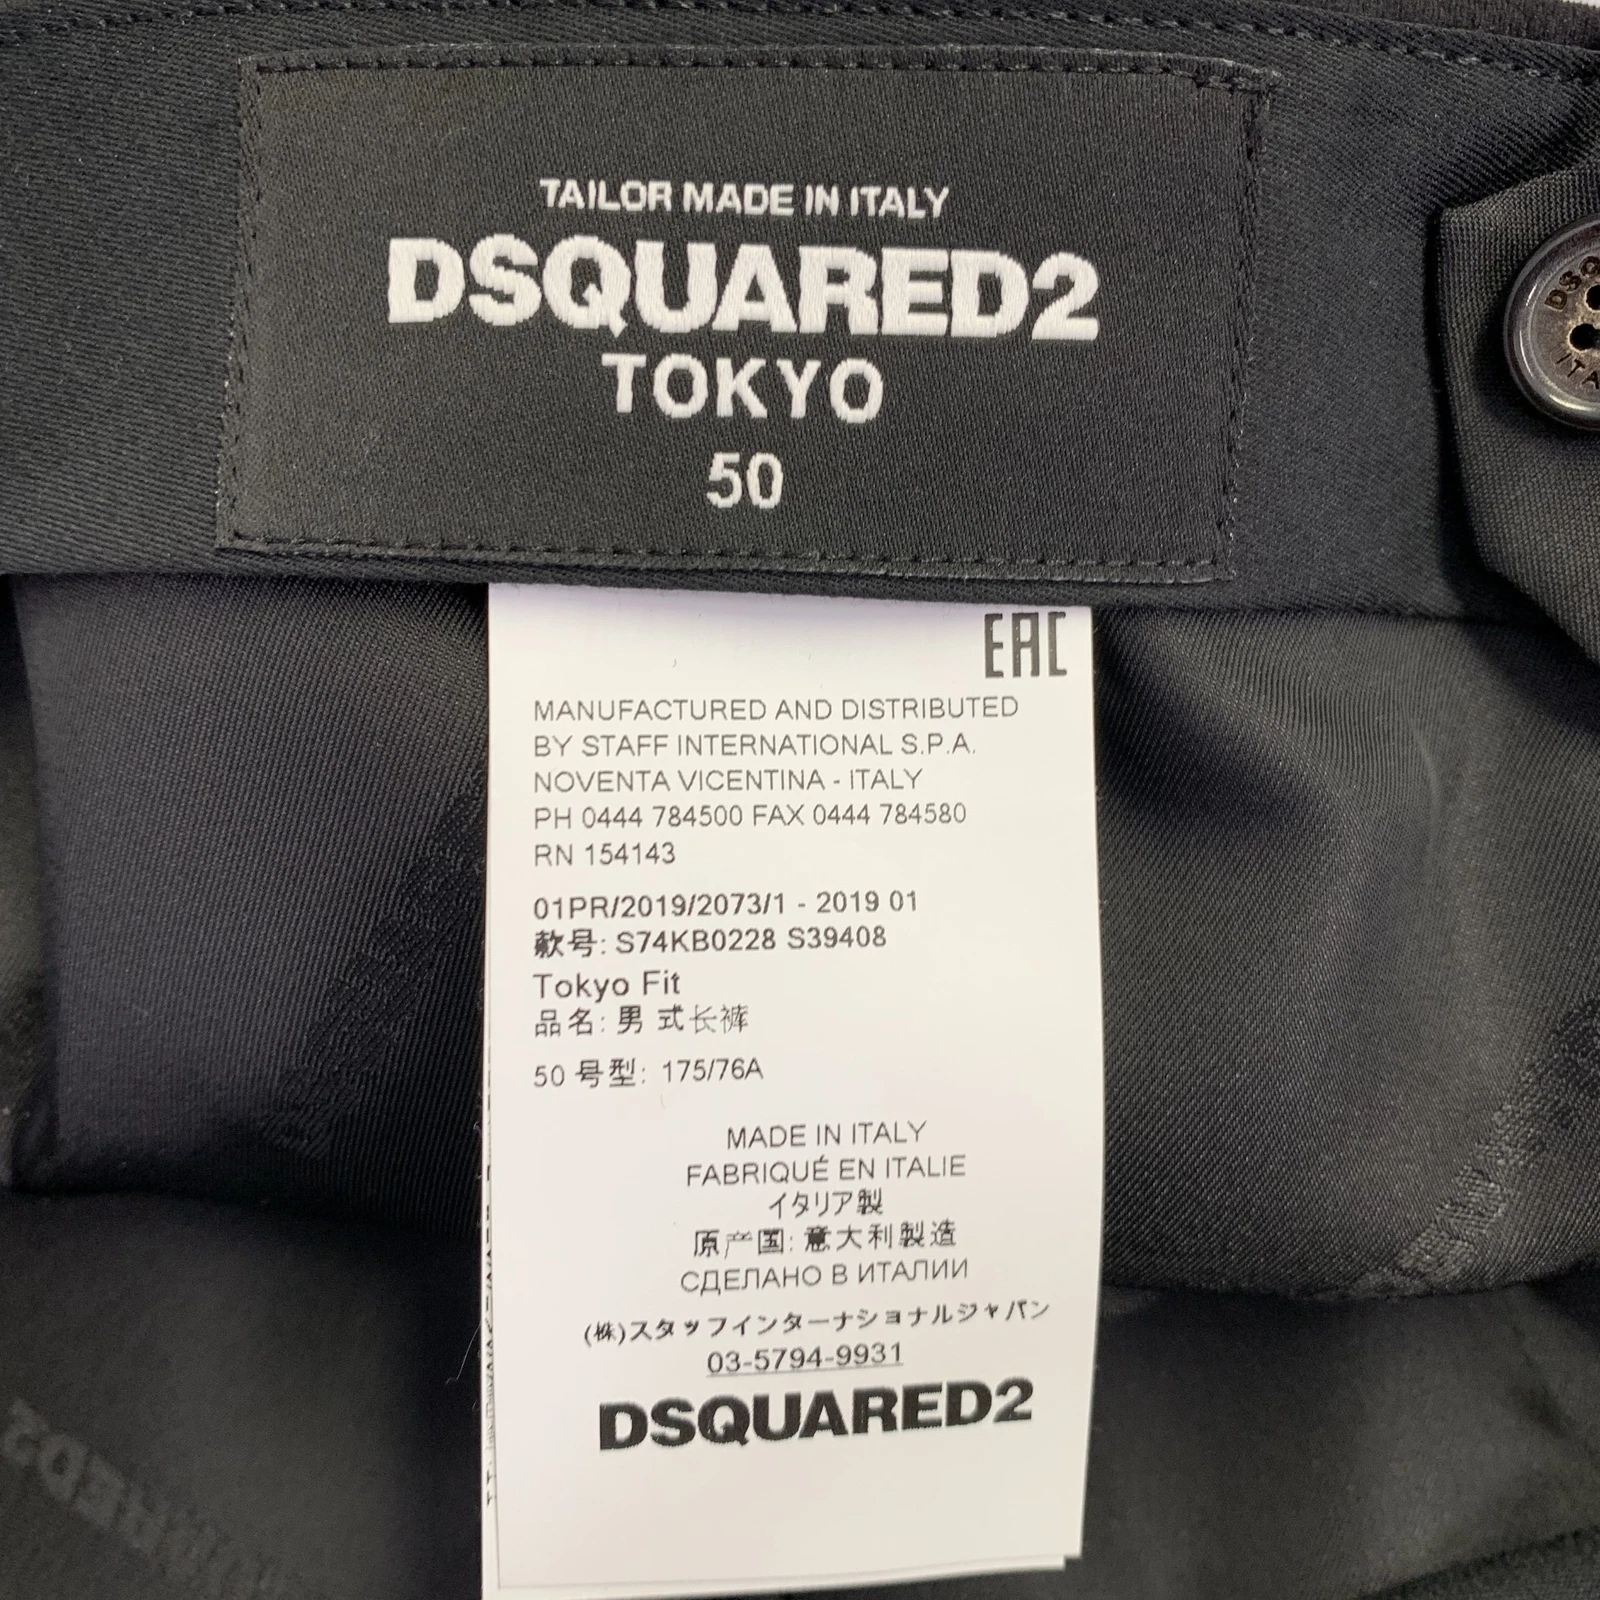 TAILOR MADE IN ITALY
DSQUARED2
TOKYO
50
DSQ
ITA
EAC
MANUFACTURED AND DISTRIBUTED
BY STAFF INTERNATIONAL S.P.A.
NOVENTA VICENTINA - ITALY
PH 0444 784500 FAX 0444 784580
RN 154143
01PR/2019/2073/1 - 2019 01
款号: S74KB0228 S39408
Tokyo Fit
品名: 男 式长裤
50 号型: 175/76A
MADE IN ITALY
FABRIQUÉ EN ITALIE
イタリア製
原产国: 意大利製造
СДЕЛАНО В ИТАЛИИ
(株)スタッフインターナショナルジャパン
03-5794-9931
DSQUARED2